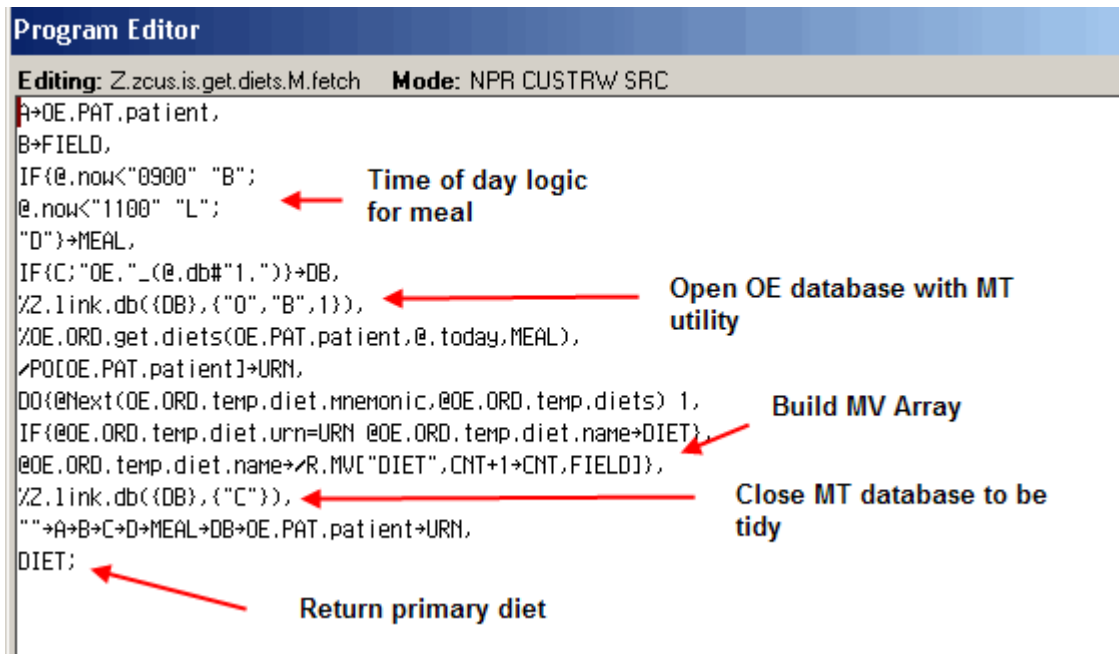 Program Editor
Editing: Z.zcus.is.get.diets.M.fetch Mode: NPR CUSTRW SRC
A→OE.PAT.patient,
B→FIELD,
IF{@.now<"0900" "B";
@.now<"1100" "L";
"D"}→MEAL,
IF{C;"OE."_(@.db#"1.")}→DB,
%Z.link.db({DB},{"O","B",1}),
%OE.ORD.get.diets(OE.PAT.patient,@.today,MEAL),
/PO[OE.PAT.patient]→URN,
DO{@Next(OE.ORD.temp.diet.mnemonic,@OE.ORD.temp.diets) 1,
IF{@OE.ORD.temp.diet.urn=URN @OE.ORD.temp.diet.name→DIET},
@OE.ORD.temp.diet.name→/R.MV["DIET",CNT+1→CNT,FIELD]},
%Z.link.db({DB},{"C"}),
""→A→B→C→D→MEAL→DB→OE.PAT.patient→URN,
DIET;
Time of day logic
for meal
Open OE database with MT
utility
Build MV Array
Close MT database to be
tidy
Return primary diet